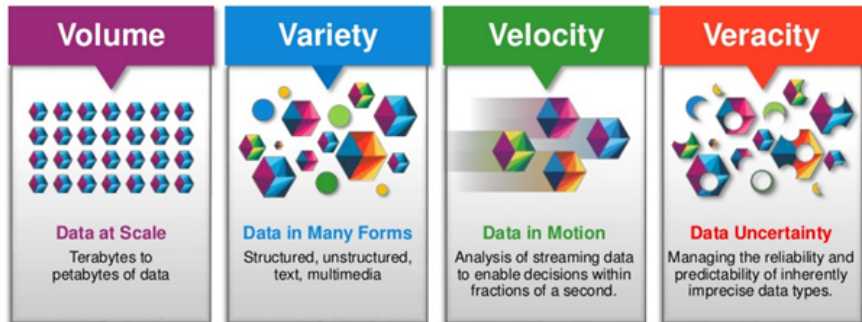 Volume
Data at Scale
Terabytes to
petabytes of data
Variety
Data in Many Forms
Structured, unstructured,
text, multimedia
Velocity
Data in Motion
Analysis of streaming data
to enable decisions within
fractions of a second.
Veracity
Data Uncertainty
Managing the reliability and
predictability of inherently
imprecise data types.